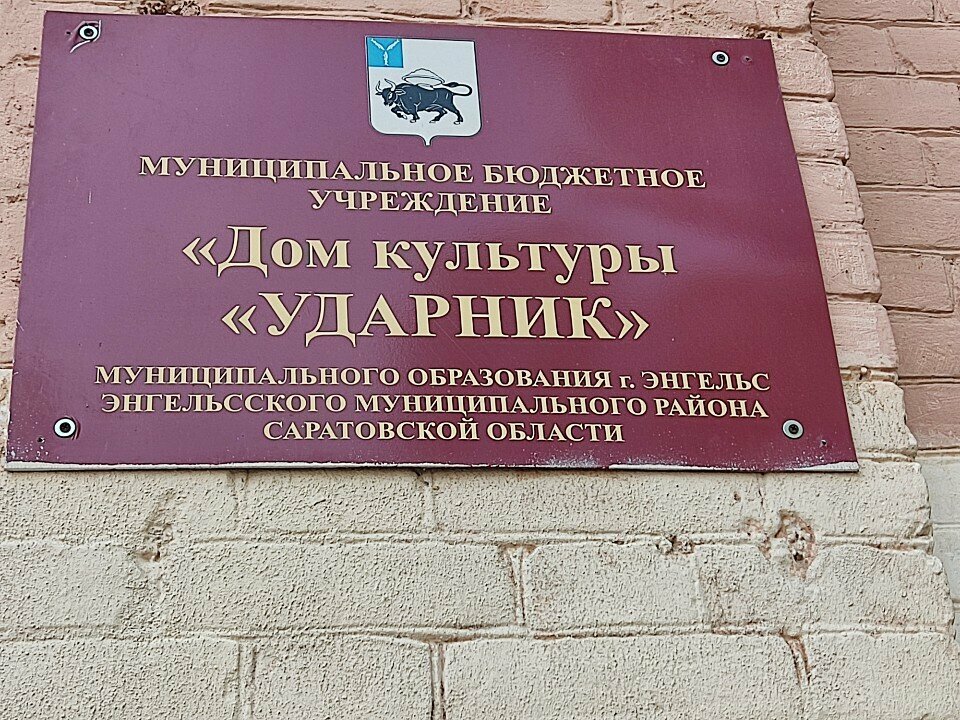 МУНИЦИПАЛЬНОЕ БЮДЖЕТНОЕ
УЧРЕЖДЕНИЕ
«Дом культуры
«УДАРНИК»
МУНИЦИПАЛЬНОГО ОБРАЗОВАНИЯ г. ЭНГЕЛЬС
ЭНГЕЛЬССКОГО МУНИЦИПАЛЬНОГО РАЙОНА
САРАТОВСКОЙ ОБЛАСТИ